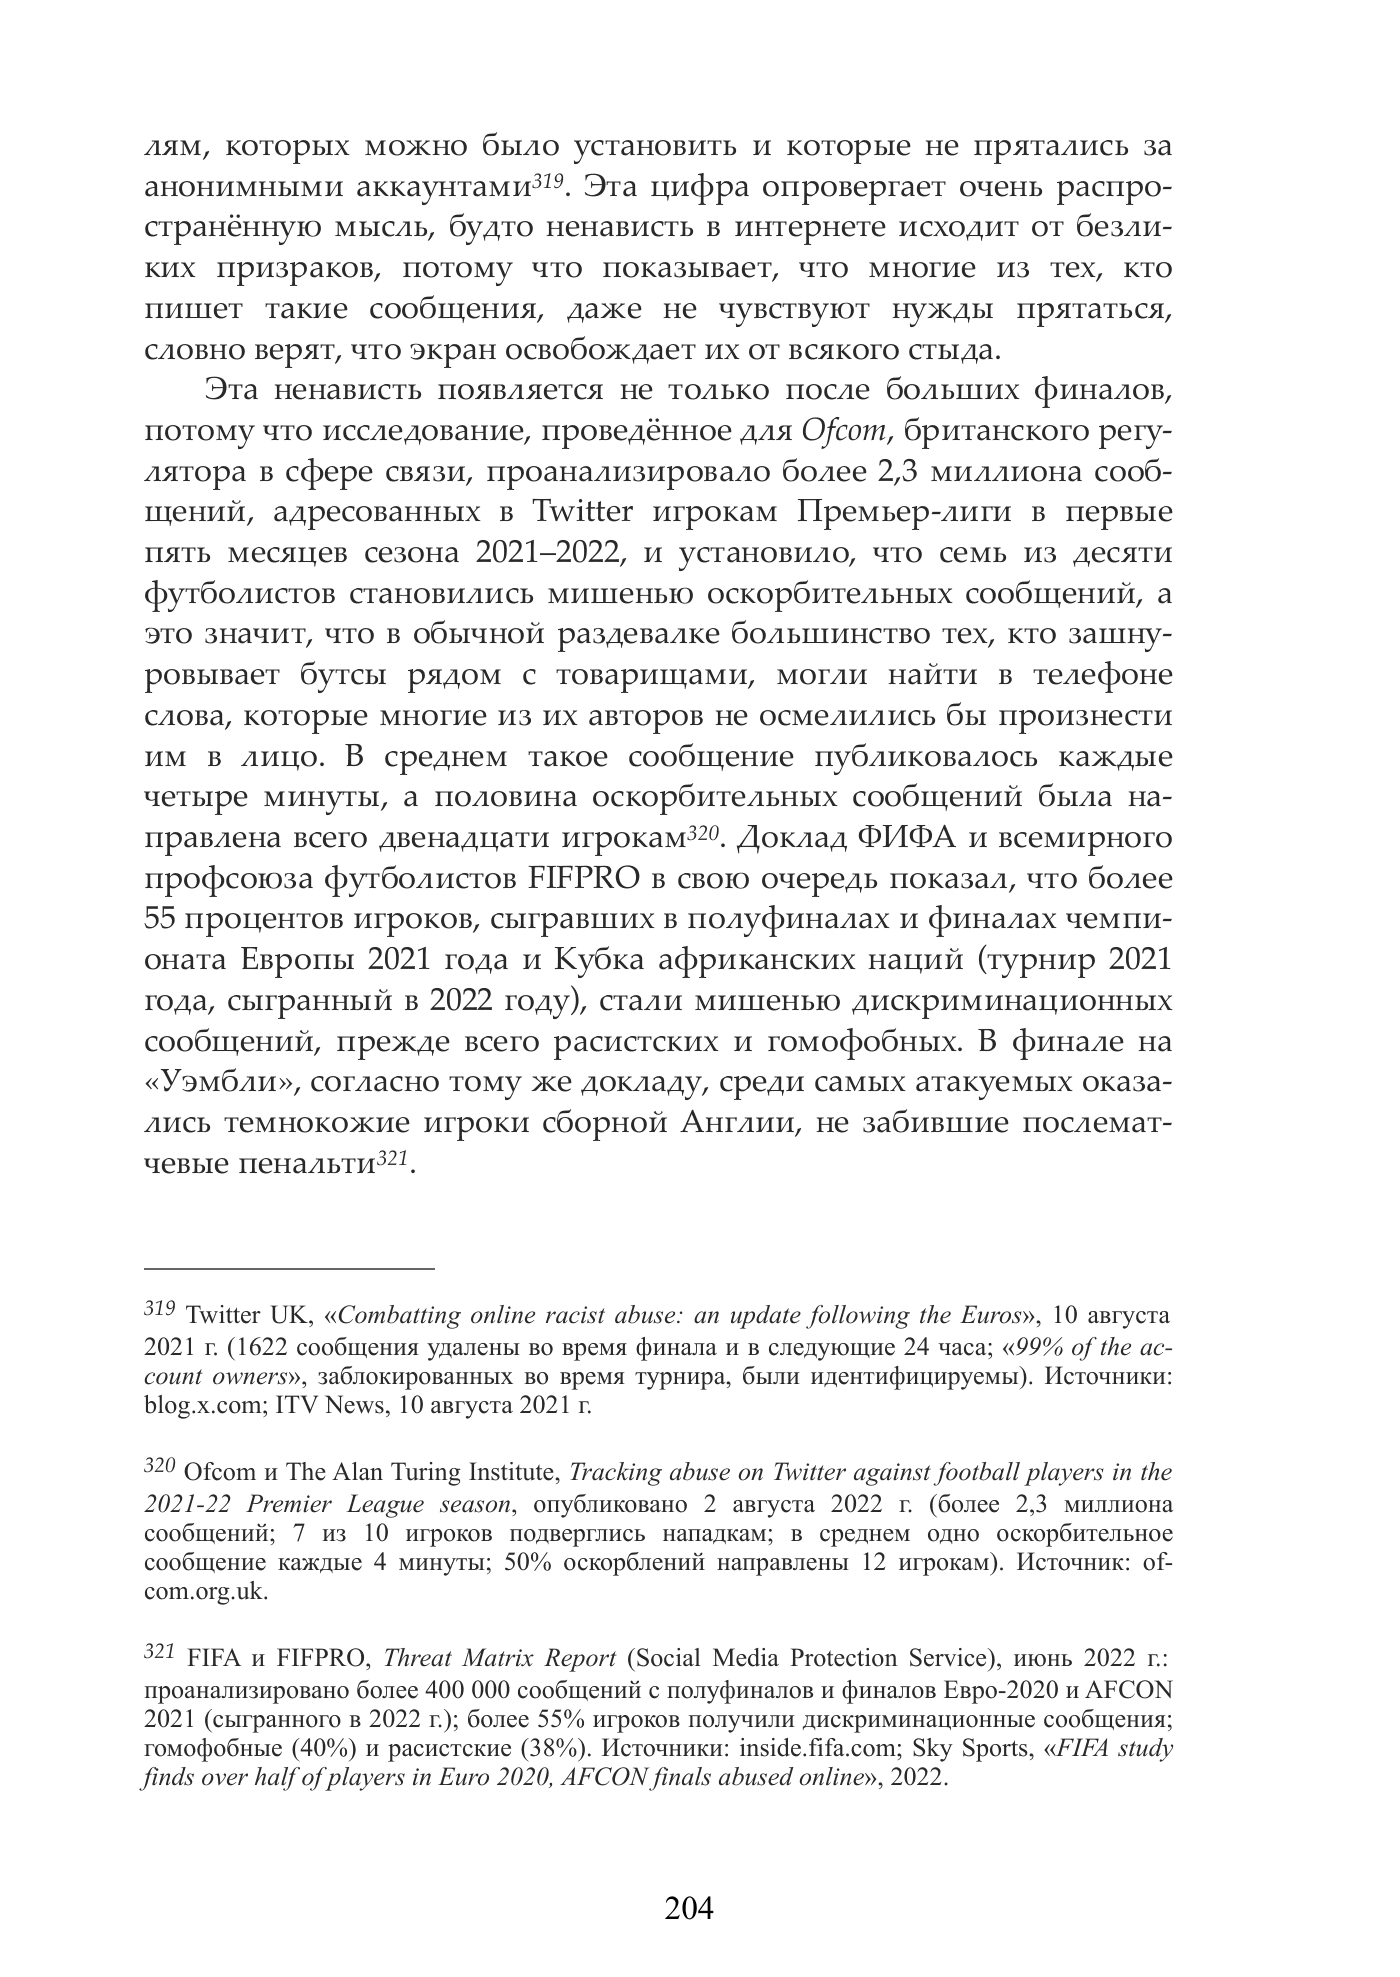 лям, которых можно было установить и которые не прятались за
анонимными аккаунтами319. Эта цифра опровергает очень распро-
странённую мысль, будто ненависть в интернете исходит от безли-
ких призраков, потому что показывает, что многие из тех, кто
пишет такие сообщения, даже не чувствуют нужды прятаться,
словно верят, что экран освобождает их от всякого стыда.
Эта ненависть появляется не только после больших финалов,
потому что исследование, проведённое для Ofcom, британского регу-
лятора в сфере связи, проанализировало более 2,3 миллиона сооб-
щений, адресованных в Twitter игрокам Премьер-лиги в первые
пять месяцев сезона 2021–2022, и установило, что семь из десяти
футболистов становились мишенью оскорбительных сообщений, а
это значит, что в обычной раздевалке большинство тех, кто зашну-
ровывает бутсы рядом с товарищами, могли найти в телефоне
слова, которые многие из их авторов не осмелились бы произнести
им в лицо. В среднем такое сообщение публиковалось каждые
четыре минуты, а половина оскорбительных сообщений была на-
правлена всего двенадцати игрокам320. Доклад ФИФА и всемирного
профсоюза футболистов FIFPRO в свою очередь показал, что более
55 процентов игроков, сыгравших в полуфиналах и финалах чемпи-
оната Европы 2021 года и Кубка африканских наций (турнир 2021
года, сыгранный в 2022 году), стали мишенью дискриминационных
сообщений, прежде всего расистских и гомофобных. В финале на
«Уэмбли», согласно тому же докладу, среди самых атакуемых оказа-
лись темнокожие игроки сборной Англии, не забившие послемат-
чевые пенальти321.
319 Twitter UK, «Combatting online racist abuse: an update following the Euros», 10 августа
2021 г. (1622 сообщения удалены во время финала и в следующие 24 часа; «99% of the ac-
count owners», заблокированных во время турнира, были идентифицируемы). Источники:
blog.x.com; ITV News, 10 августа 2021 г.
320 Ofcom и The Alan Turing Institute, Tracking abuse on Twitter against football players in the
2021-22 Premier League season, опубликовано 2 августа 2022 г. (более 2,3 миллиона
сообщений; 7 из 10 игроков подверглись нападкам; в среднем одно оскорбительное
сообщение каждые 4 минуты; 50% оскорблений направлены 12 игрокам). Источник: of-
com.org.uk.
321 FIFA и FIFPRO, Threat Matrix Report (Social Media Protection Service), июнь 2022 г.:
проанализировано более 400 000 сообщений с полуфиналов и финалов Евро-2020 и AFCON
2021 (сыгранного в 2022 г.); более 55% игроков получили дискриминационные сообщения;
гомофобные (40%) и расистские (38%). Источники: inside.fifa.com; Sky Sports, «FIFA study
finds over half of players in Euro 2020, AFCON finals abused online», 2022.
204